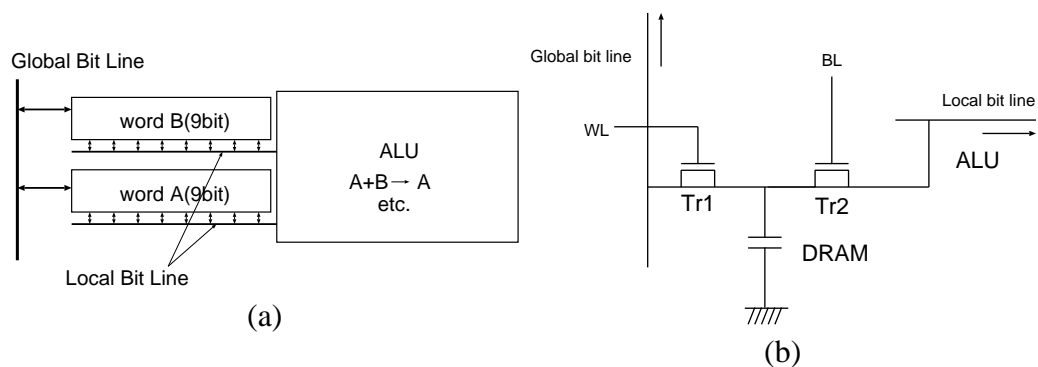 Global Bit Line
word B(9bit)
word A(9bit)
ALU
A+B→ A
etc.
Local Bit Line
(a)
Global bit line
BL
Local bit line
WL
ALU
Tr1
Tr2
DRAM
(b)